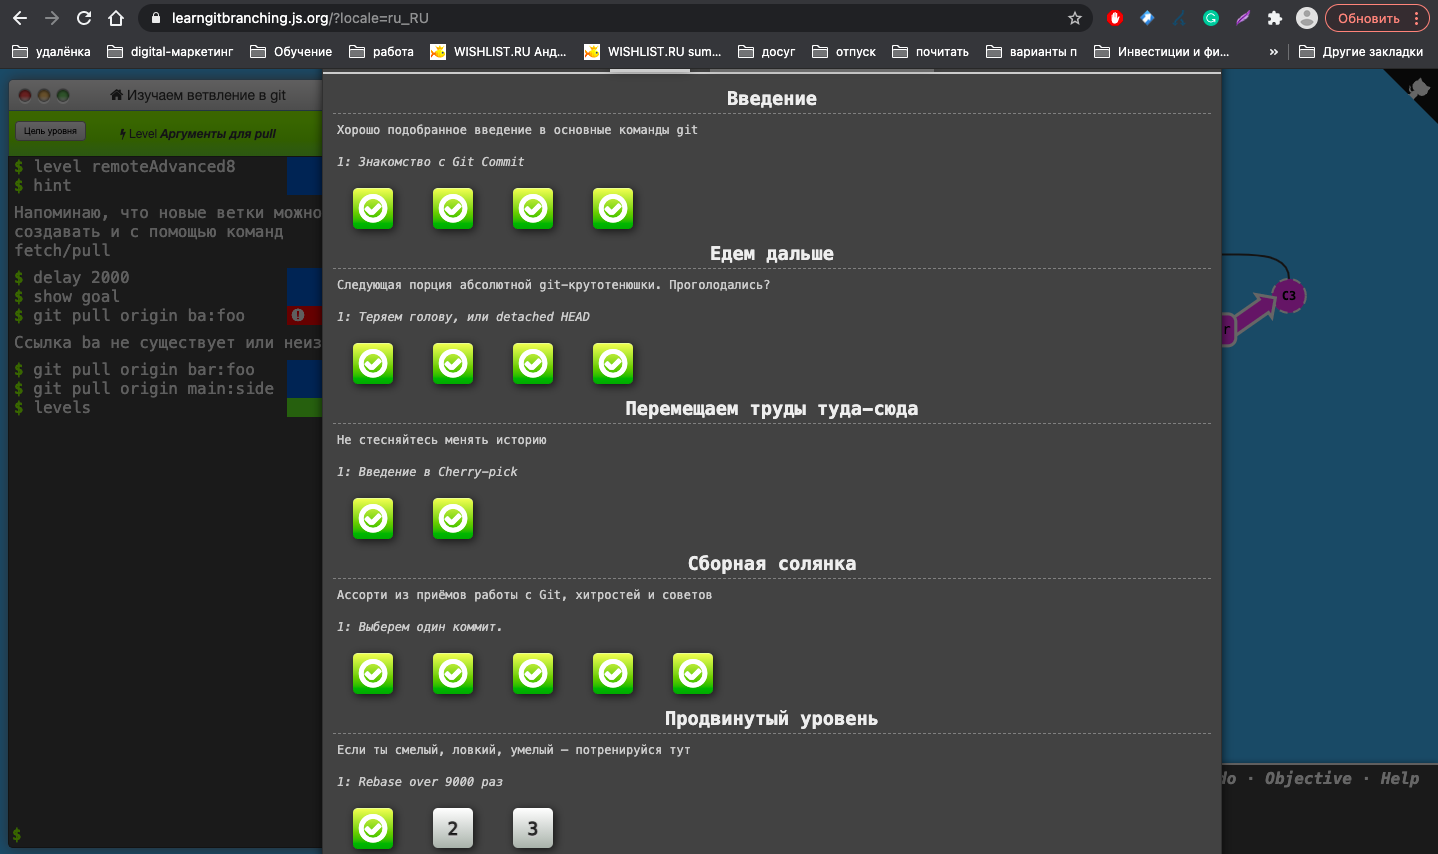 learngitbranching.js.org/?locale=ru_RU
Обновить
удалёнка
digital-маркетинг
Обучение
работа
WISHLIST.RU Анд...
WISHLIST.RU sum...
досуг
отпуск
почитать
варианты п
Инвестиции и фи...
»
Другие закладки
Изучаем ветвление в git
Цель уровня
Level Аргументы для pull
$ level remoteAdvanced8
$ hint
Напоминаю, что новые ветки можно
создавать и с помощью команд
fetch/pull
$ delay 2000
$ show goal
$ git pull origin ba:foo
Ссылка ba не существует или неиз
$ git pull origin bar:foo
$ git pull origin main:side
$ levels
$
Введение
Хорошо подобранное введение в основные команды git
1: Знакомство с Git Commit
Едем дальше
Следующая порция абсолютной git-крутотенюшки. Проголодались?
1: Теряем голову, или detached HEAD
Перемещаем труды туда-сюда
Не стесняйтесь менять историю
1: Введение в Cherry-pick
Сборная солянка
Ассорти из приёмов работы с Git, хитростей и советов
1: Выберем один коммит.
Продвинутый уровень
Если ты смелый, ловкий, умелый – потренируйся тут
1: Rebase over 9000 раз
2 3
C3
do · Objective · Help